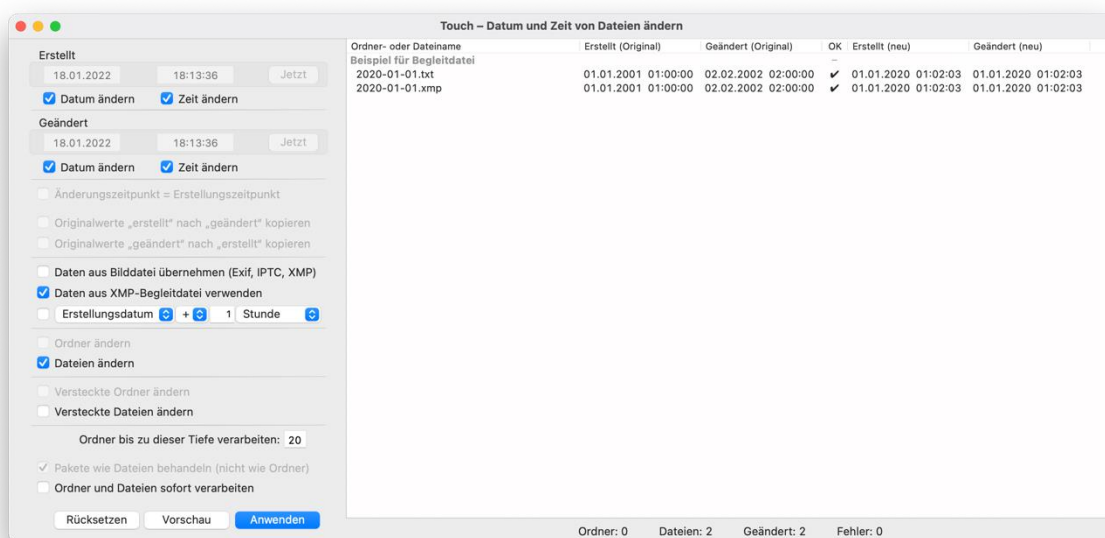 Touch – Datum und Zeit von Dateien ändern
Erstellt
18.01.2022 18:13:36 Jetzt
Datum ändern Zeit ändern
Geändert
18.01.2022 18:13:36 Jetzt
Datum ändern Zeit ändern
Änderungszeitpunkt = Erstellungszeitpunkt
Originalwerte „erstellt“ nach „geändert“ kopieren
Originalwerte „geändert“ nach „erstellt“ kopieren
Daten aus Bilddatei übernehmen (Exif, IPTC, XMP)
Daten aus XMP-Begleitdatei verwenden
Erstellungsdatum + 1 Stunde
Ordner ändern
Dateien ändern
Versteckte Ordner ändern
Versteckte Dateien ändern
Ordner bis zu dieser Tiefe verarbeiten: 20
Pakete wie Dateien behandeln (nicht wie Ordner)
Ordner und Dateien sofort verarbeiten
Rücksetzen Vorschau Anwenden
Ordner- oder Dateiname Erstellt (Original) Geändert (Original) OK Erstellt (neu) Geändert (neu)
Beispiel für Begleitdatei –
2020-01-01.txt 01.01.2001 01:00:00 02.02.2002 02:00:00 ✔ 01.01.2020 01:02:03 01.01.2020 01:02:03
2020-01-01.xmp 01.01.2001 01:00:00 02.02.2002 02:00:00 ✔ 01.01.2020 01:02:03 01.01.2020 01:02:03
Ordner: 0 Dateien: 2 Geändert: 2 Fehler: 0